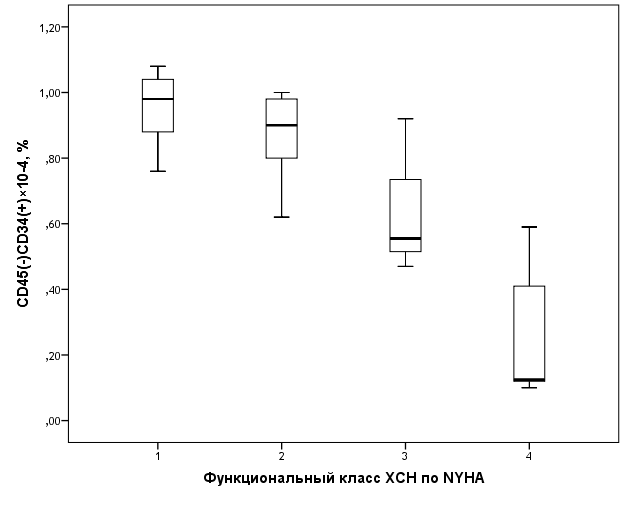 1,20
1,00
,80
,60
,40
,20
,00
CD45(-)CD34(+)×10-4, %
1 2 3 4
Функциональный класс ХСН по NYHA